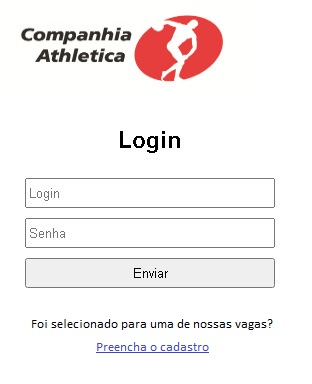 Companhia
Athletica
Login
Login
Senha
Enviar
Foi selecionado para uma de nossas vagas?
Preencha o cadastro